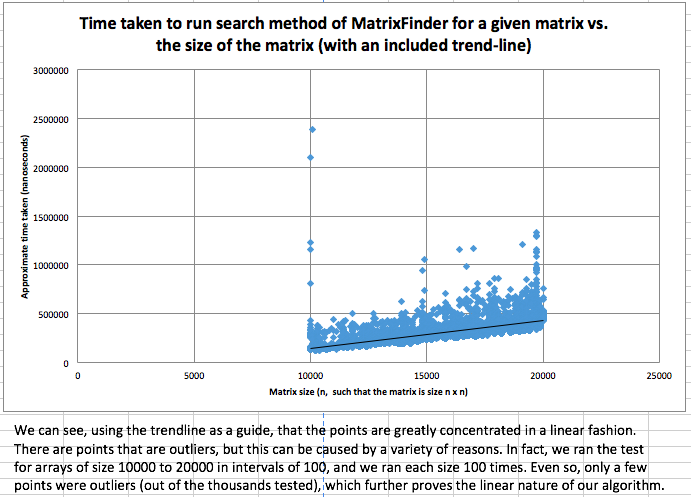 Time taken to run search method of MatrixFinder for a given matrix vs.
the size of the matrix (with an included trend-line)
3000000
2500000
2000000
1500000
1000000
500000
0
Approximate time taken (nanoseconds)
0
5000
10000
15000
20000
25000
Matrix size (n, such that the matrix is size n x n)
We can see, using the trendline as a guide, that the points are greatly concentrated in a linear fashion.
There are points that are outliers, but this can be caused by a variety of reasons. In fact, we ran the test
for arrays of size 10000 to 20000 in intervals of 100, and we ran each size 100 times. Even so, only a few
points were outliers (out of the thousands tested), which further proves the linear nature of our algorithm.